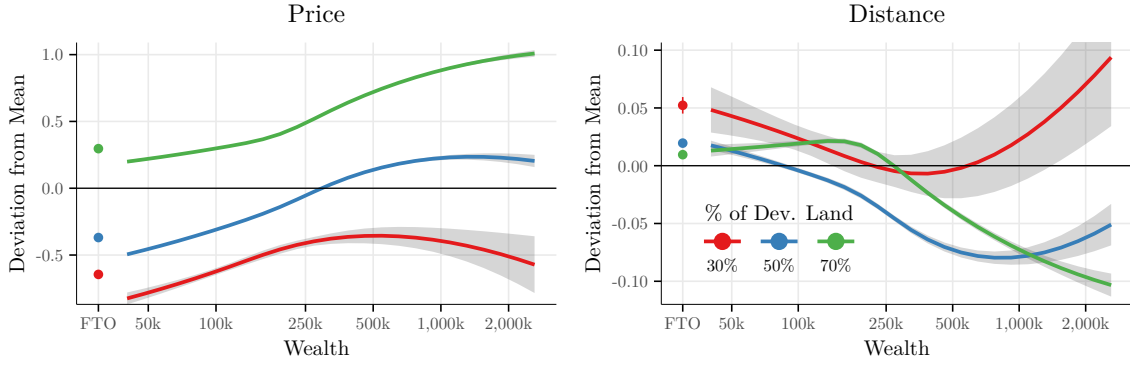 Price
Deviation from Mean
1.0
0.5
0.0
-0.5
FTO 50k 100k 250k 500k 1,000k 2,000k
Wealth
Distance
Deviation from Mean
0.10
0.05
0.00
-0.05
-0.10
% of Dev. Land
30% 50% 70%
FTO 50k 100k 250k 500k 1,000k 2,000k
Wealth